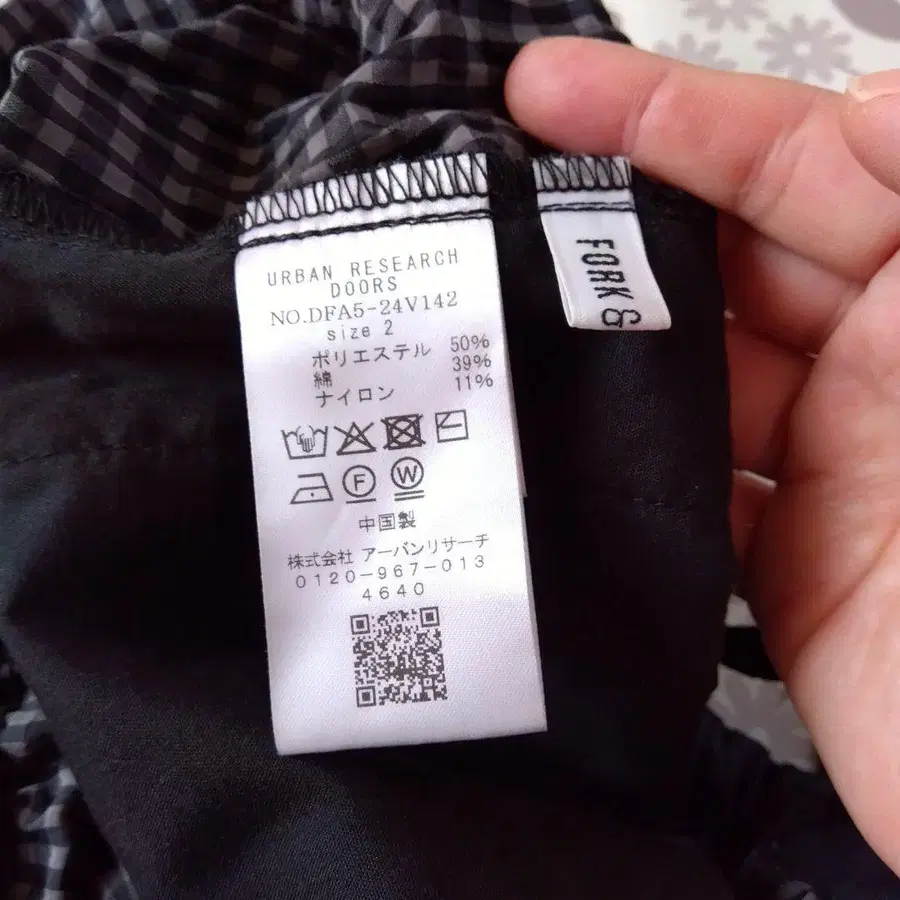 URBAN RESEARCH
DOORS
NO.DFA5-24V142
size 2
ポリエステル 50%
綿 39%
ナイロン 11%
F W
中国製
株式会社 アーバンリサーチ
0120-967-013
4640
FORK &